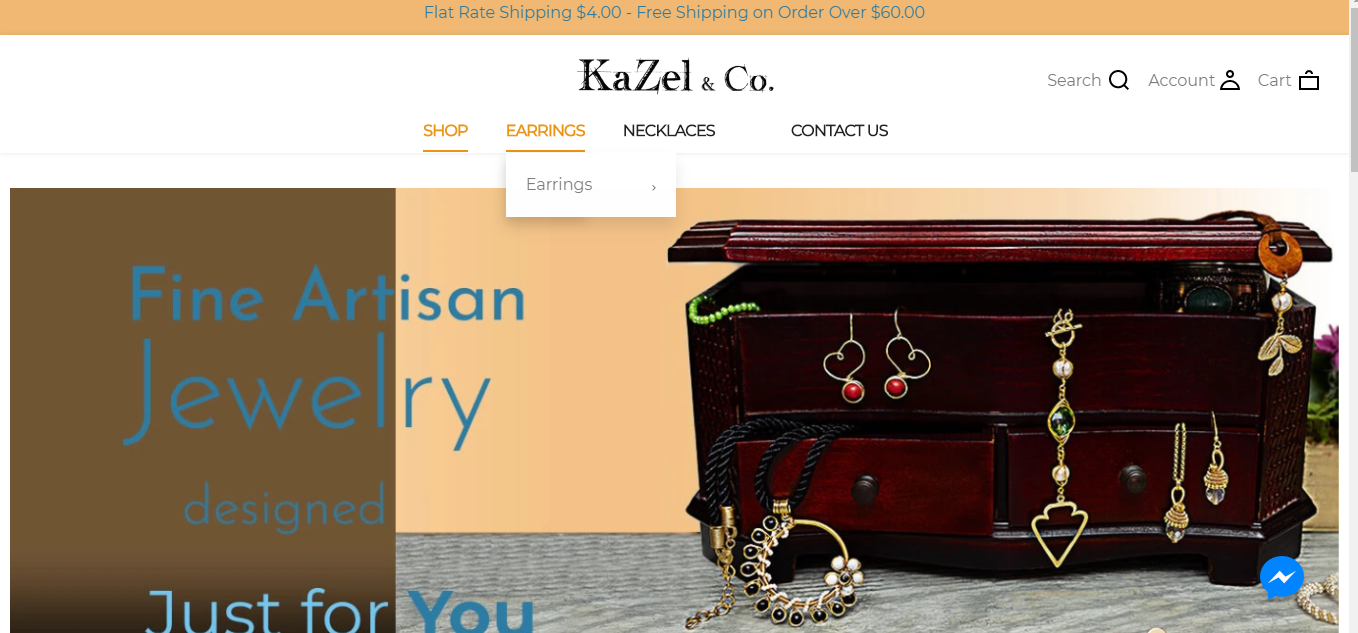 Flat Rate Shipping $4.00 - Free Shipping on Order Over $60.00
KaZel & Co.
Search
Account
Cart
SHOP
EARRINGS
NECKLACES
CONTACT US
Earrings ›
Fine Artisan
Jewelry
designed
Just for You